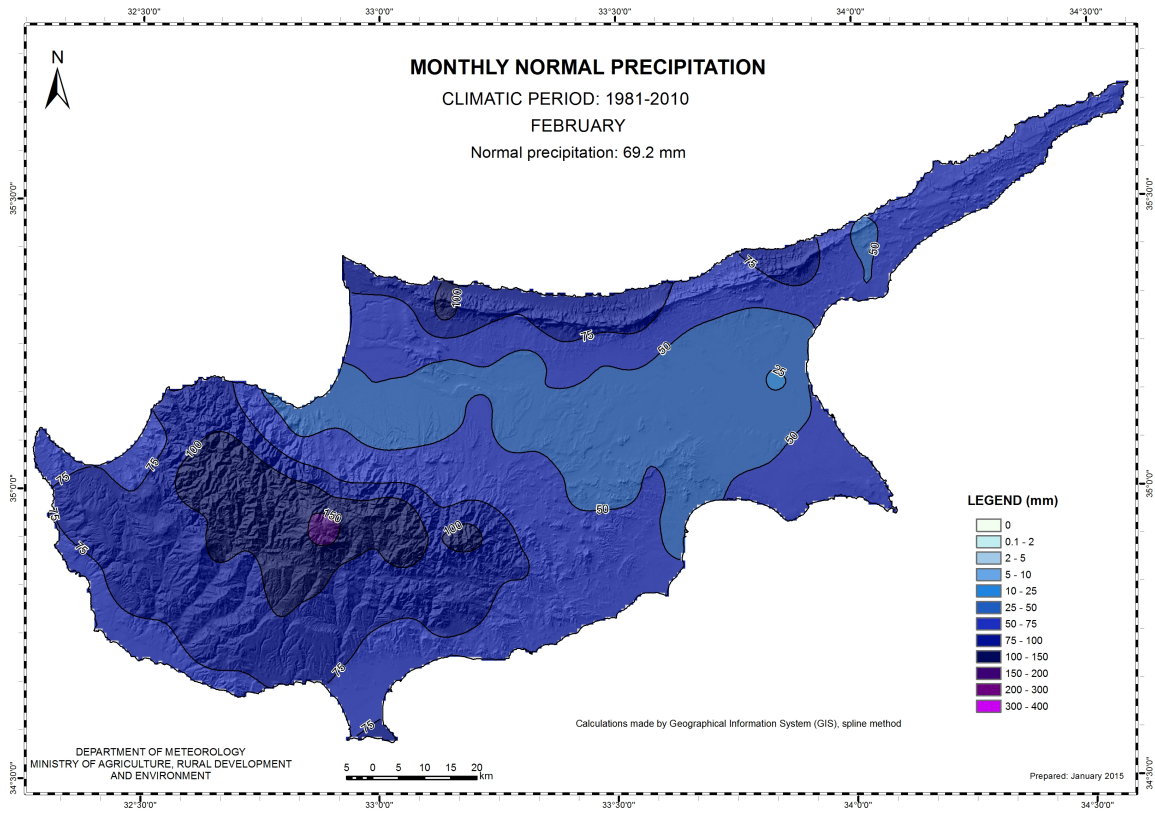 32°30'0" 33°0'0" 33°30'0" 34°0'0" 34°30'0"
N
MONTHLY NORMAL PRECIPITATION
CLIMATIC PERIOD: 1981-2010
FEBRUARY
Normal precipitation: 69.2 mm
35°30'0" 35°30'0"
50
75
100
75
50
25
50
100
75
75
75
150
100
50
75
75
75
35°0'0" 35°0'0"
LEGEND (mm)
0
0.1 - 2
2 - 5
5 - 10
10 - 25
25 - 50
50 - 75
75 - 100
100 - 150
150 - 200
200 - 300
300 - 400
Calculations made by Geographical Information System (GIS), spline method
DEPARTMENT OF METEOROLOGY
MINISTRY OF AGRICULTURE, RURAL DEVELOPMENT
AND ENVIRONMENT
5 0 5 10 15 20
km
Prepared: January 2015
34°30'0" 34°30'0"
32°30'0" 33°0'0" 33°30'0" 34°0'0" 34°30'0"